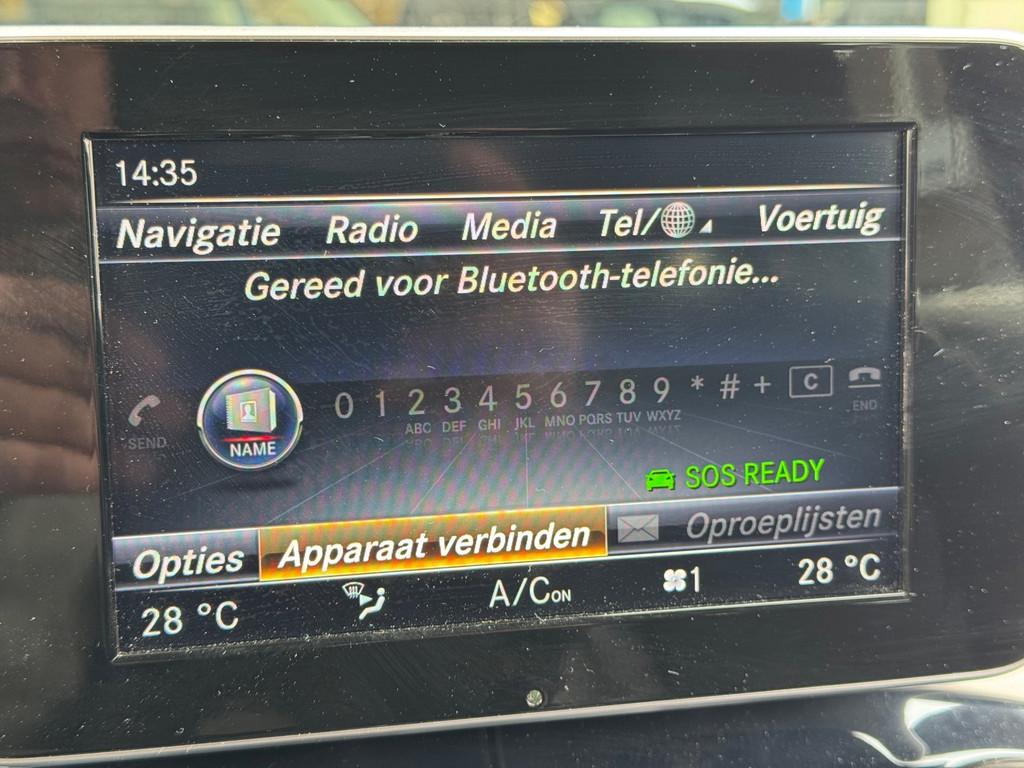 14:35
Navigatie Radio Media Tel/ Voertuig
Gereed voor Bluetooth-telefonie...
SEND NAME 0 1 2 3 4 5 6 7 8 9 * # + C END
ABC DEF GHI JKL MNO PQRS TUV WXYZ
SOS READY
Opties Apparaat verbinden Oproeplijsten
28 °C A/C ON 1 28 °C